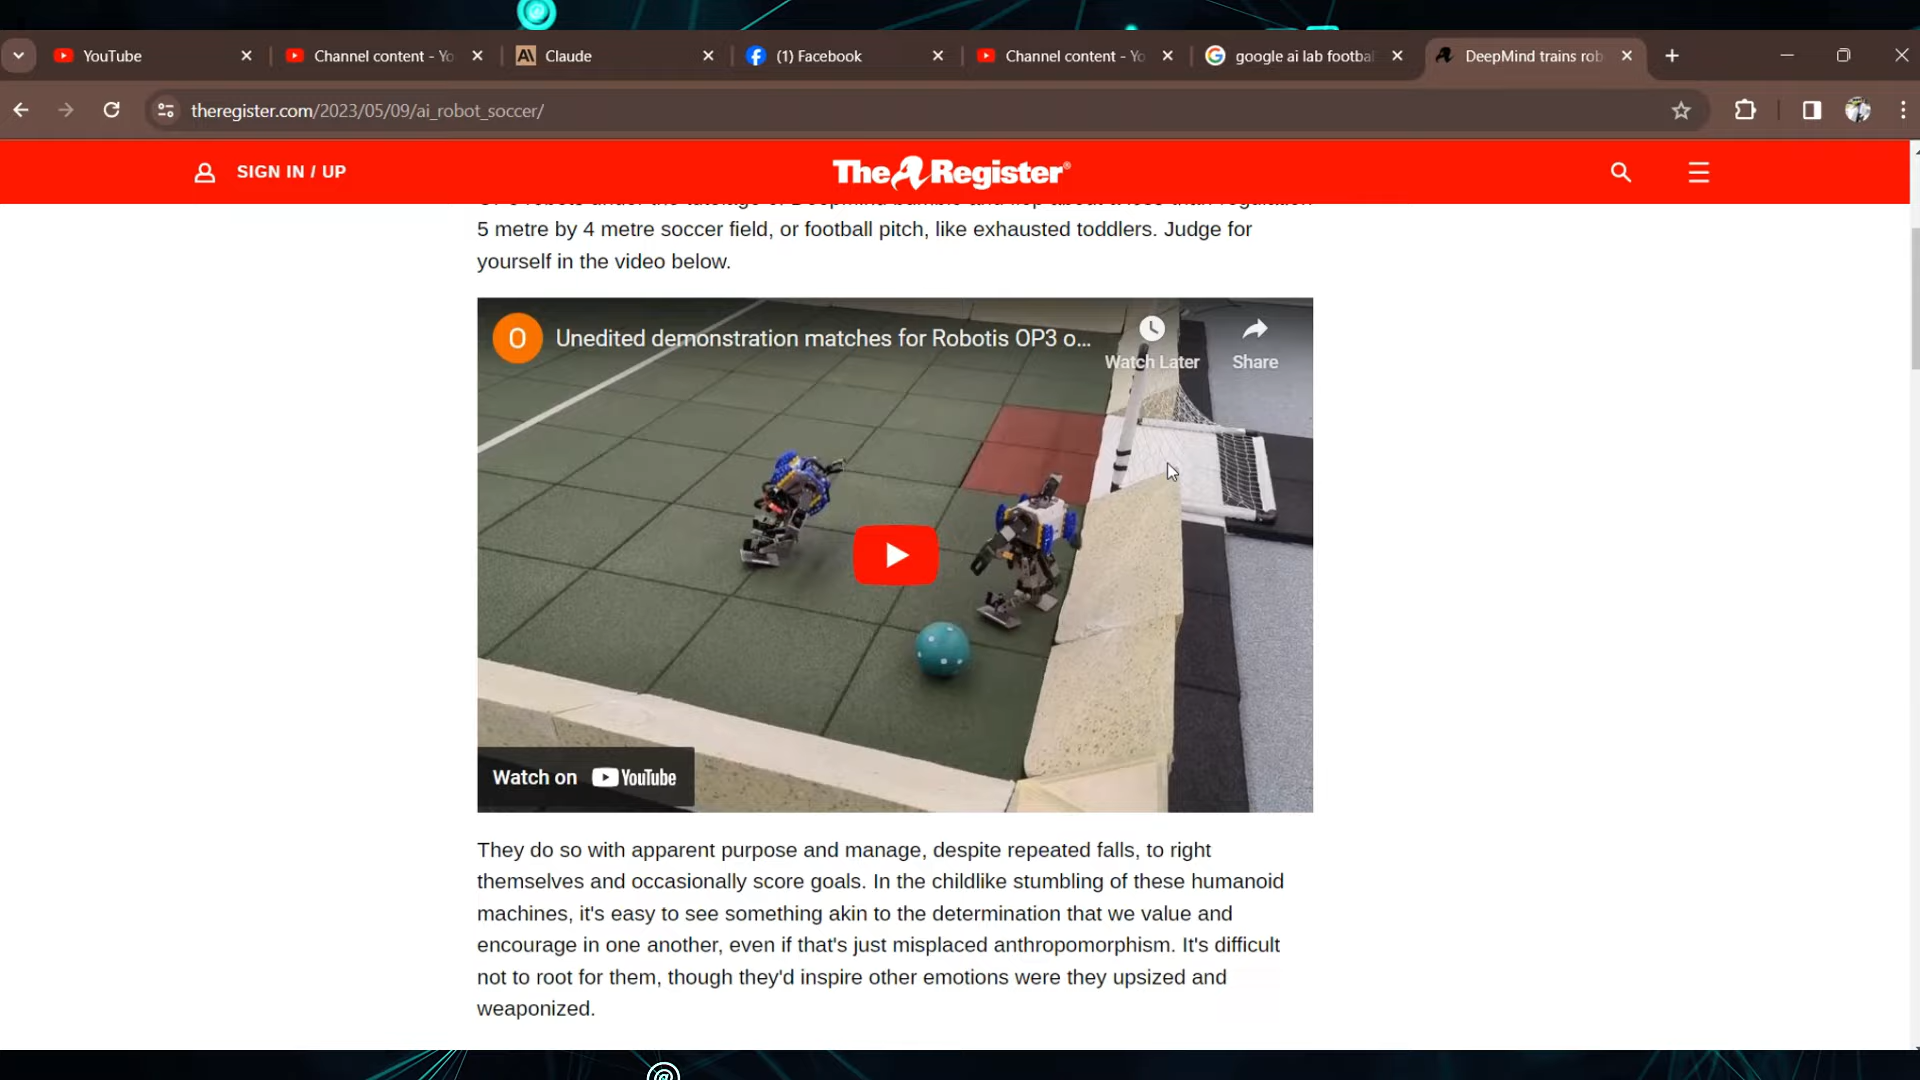 YouTube
Channel content - Yo
Claude
(1) Facebook
Channel content - Yo
google ai lab footbal
DeepMind trains rob
theregister.com/2023/05/09/ai_robot_soccer/
SIGN IN / UP
The Register
5 metre by 4 metre soccer field, or football pitch, like exhausted toddlers. Judge for
yourself in the video below.
O
Unedited demonstration matches for Robotis OP3 o...
Watch Later
Share
Watch on YouTube
They do so with apparent purpose and manage, despite repeated falls, to right
themselves and occasionally score goals. In the childlike stumbling of these humanoid
machines, it's easy to see something akin to the determination that we value and
encourage in one another, even if that's just misplaced anthropomorphism. It's difficult
not to root for them, though they'd inspire other emotions were they upsized and
weaponized.